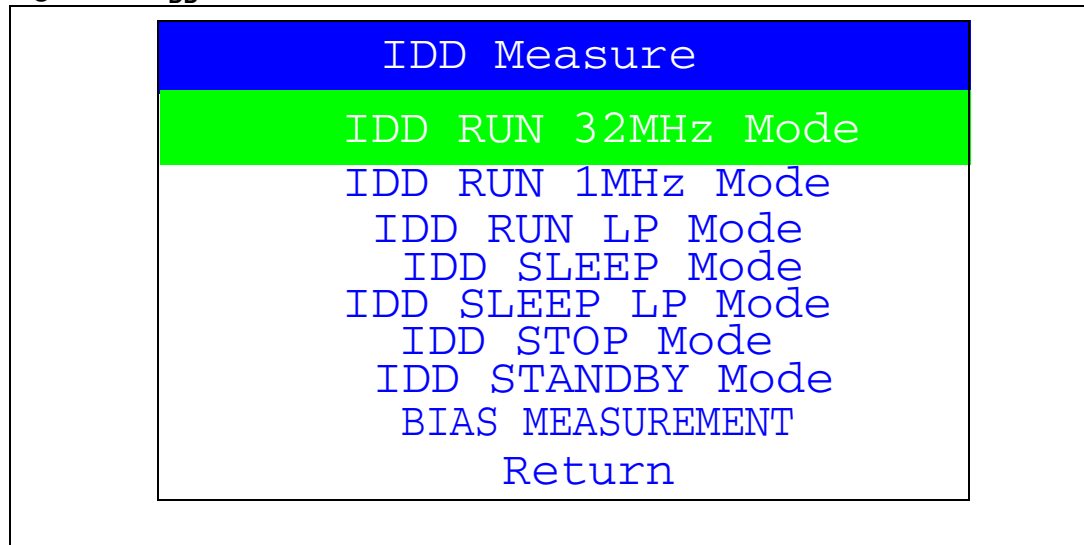 IDD Measure
IDD RUN 32MHz Mode
IDD RUN 1MHz Mode
IDD RUN LP Mode
IDD SLEEP Mode
IDD SLEEP LP Mode
IDD STOP Mode
IDD STANDBY Mode
BIAS MEASUREMENT
Return